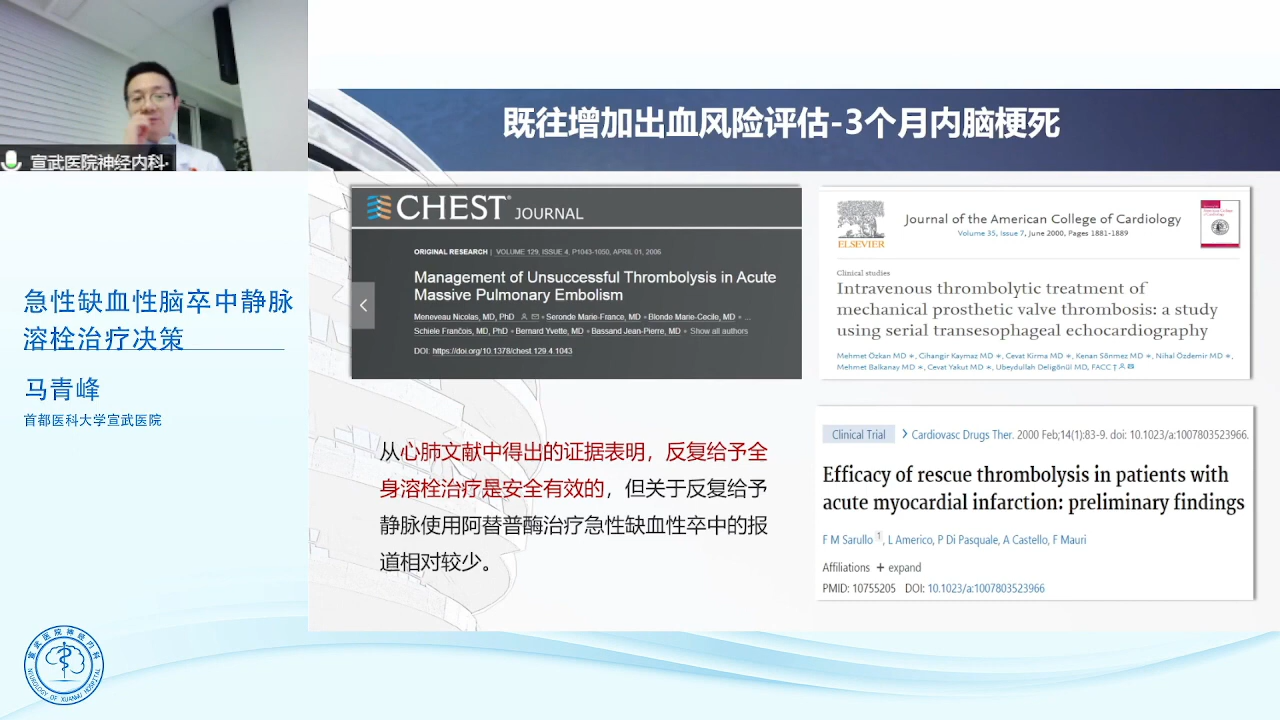 宣武医院神经内科
急性缺血性脑卒中静脉
溶栓治疗决策
马青峰
首都医科大学宣武医院
宣武医院神经内科
NEUROLOGY OF XUANWU HOSPITAL
既往增加出血风险评估-3个月内脑梗死
CHEST JOURNAL
ORIGINAL RESEARCH | VOLUME 129, ISSUE 4, P1043-1050, APRIL 01, 2006
Management of Unsuccessful Thrombolysis in Acute
Massive Pulmonary Embolism
Meneveau Nicolas, MD, PhD • Seronde Marie-France, MD • Blonde Marie-Cecile, MD • ...
Schiele Francois, MD, PhD • Bernard Yvette, MD • Bassand Jean-Pierre, MD • Show all authors
DOI: https://doi.org/10.1378/chest.129.4.1043
ELSEVIER
Journal of the American College of Cardiology
Volume 35, Issue 7, June 2000, Pages 1881-1889
Clinical studies
Intravenous thrombolytic treatment of
mechanical prosthetic valve thrombosis: a study
using serial transesophageal echocardiography
Mehmet Özkan MD ∗, Cihangir Kaymaz MD ∗, Cevat Kirma MD ∗, Kenan Sönmez MD ∗, Nihal Özdemir MD ∗,
Mehmet Balkanay MD ∗, Cevat Yakut MD ∗, Ubeydullah Deligönül MD, FACC †
从心肺文献中得出的证据表明，反复给予全
身溶栓治疗是安全有效的，但关于反复给予
静脉使用阿替普酶治疗急性缺血性卒中的报
道相对较少。
Clinical Trial > Cardiovasc Drugs Ther. 2000 Feb;14(1):83-9. doi: 10.1023/a:1007803523966.
Efficacy of rescue thrombolysis in patients with
acute myocardial infarction: preliminary findings
F M Sarullo 1, L Americo, P Di Pasquale, A Castello, F Mauri
Affiliations + expand
PMID: 10755205 DOI: 10.1023/a:1007803523966